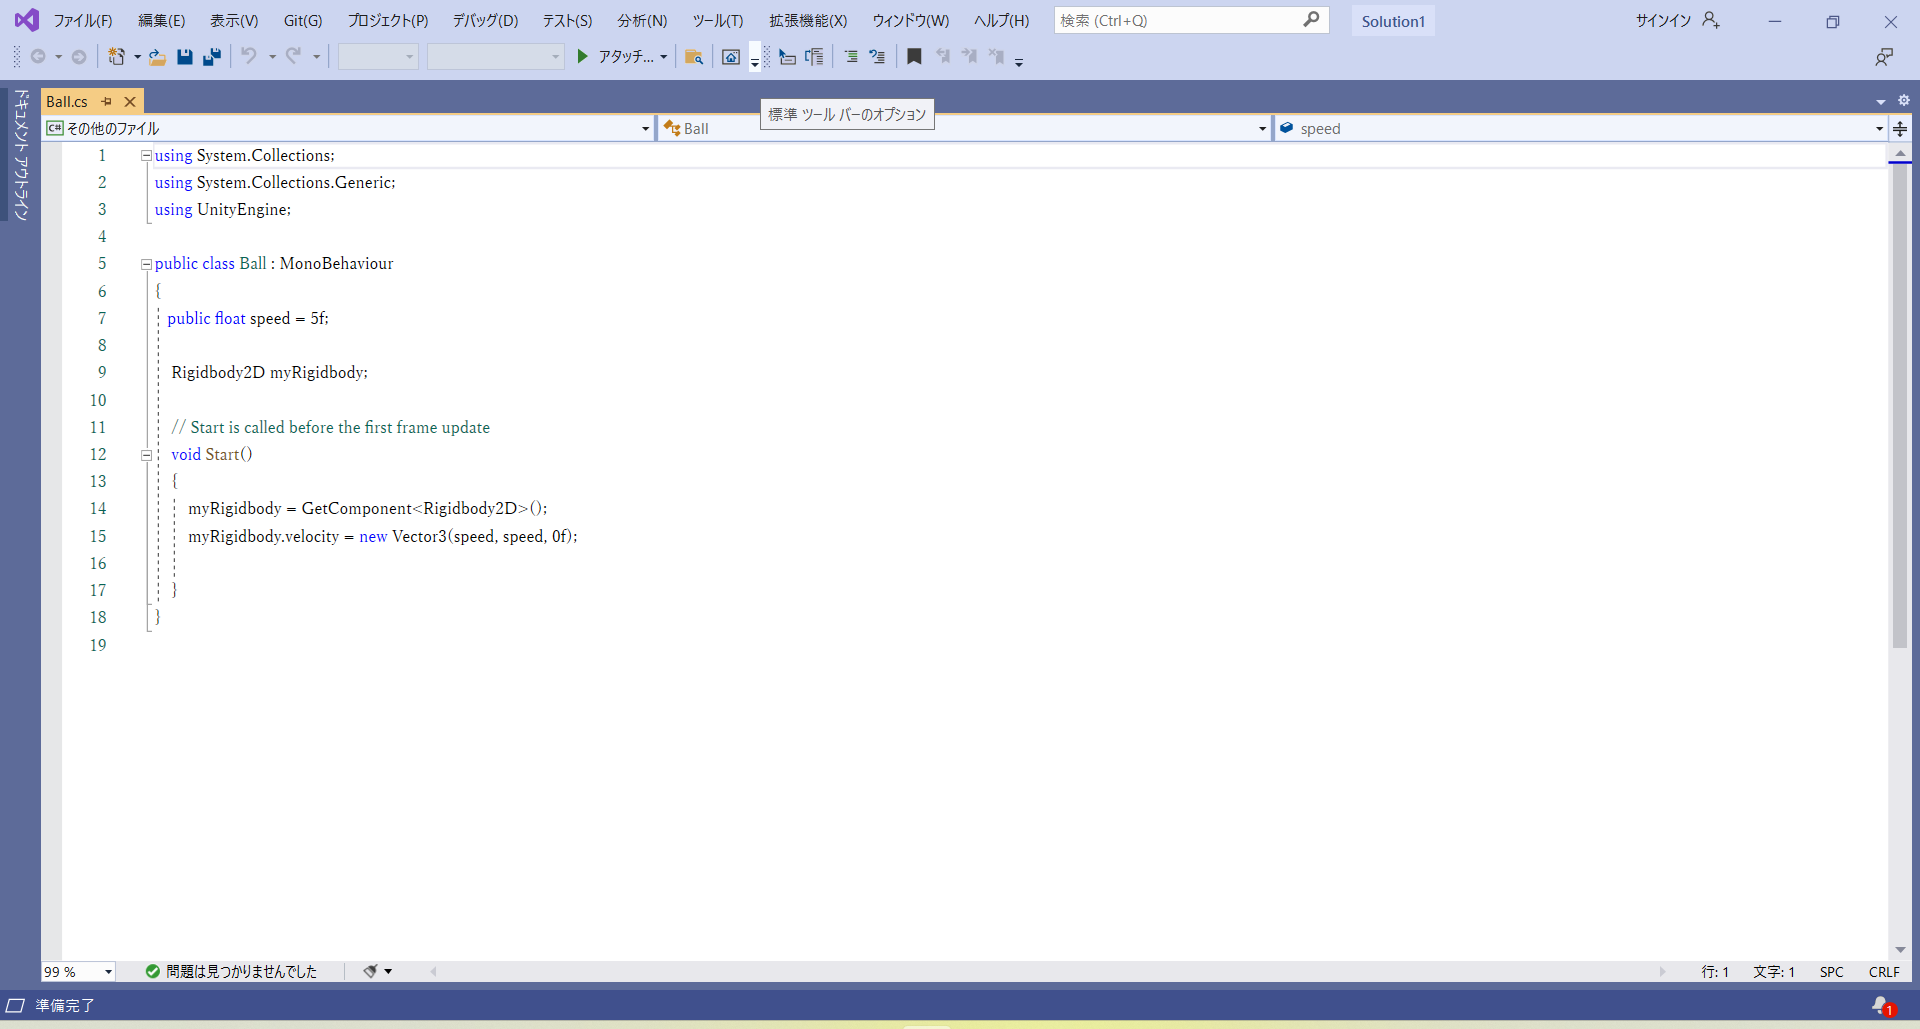 ファイル(F) 編集(E) 表示(V) Git(G) プロジェクト(P) デバッグ(D) テスト(S) 分析(N) ツール(T) 拡張機能(X) ウィンドウ(W) ヘルプ(H) 検索 (Ctrl+Q) Solution1 サインイン
アタッチ...
ドキュメント アウトライン
Ball.cs
標準 ツール バーのオプション
C# その他のファイル Ball speed
1 using System.Collections;
2 using System.Collections.Generic;
3 using UnityEngine;
4
5 public class Ball : MonoBehaviour
6 {
7 public float speed = 5f;
8
9 Rigidbody2D myRigidbody;
10
11 // Start is called before the first frame update
12 void Start()
13 {
14 myRigidbody = GetComponent<Rigidbody2D>();
15 myRigidbody.velocity = new Vector3(speed, speed, 0f);
16
17 }
18 }
19
99 % 問題は見つかりませんでした 行: 1 文字: 1 SPC CRLF
準備完了 1